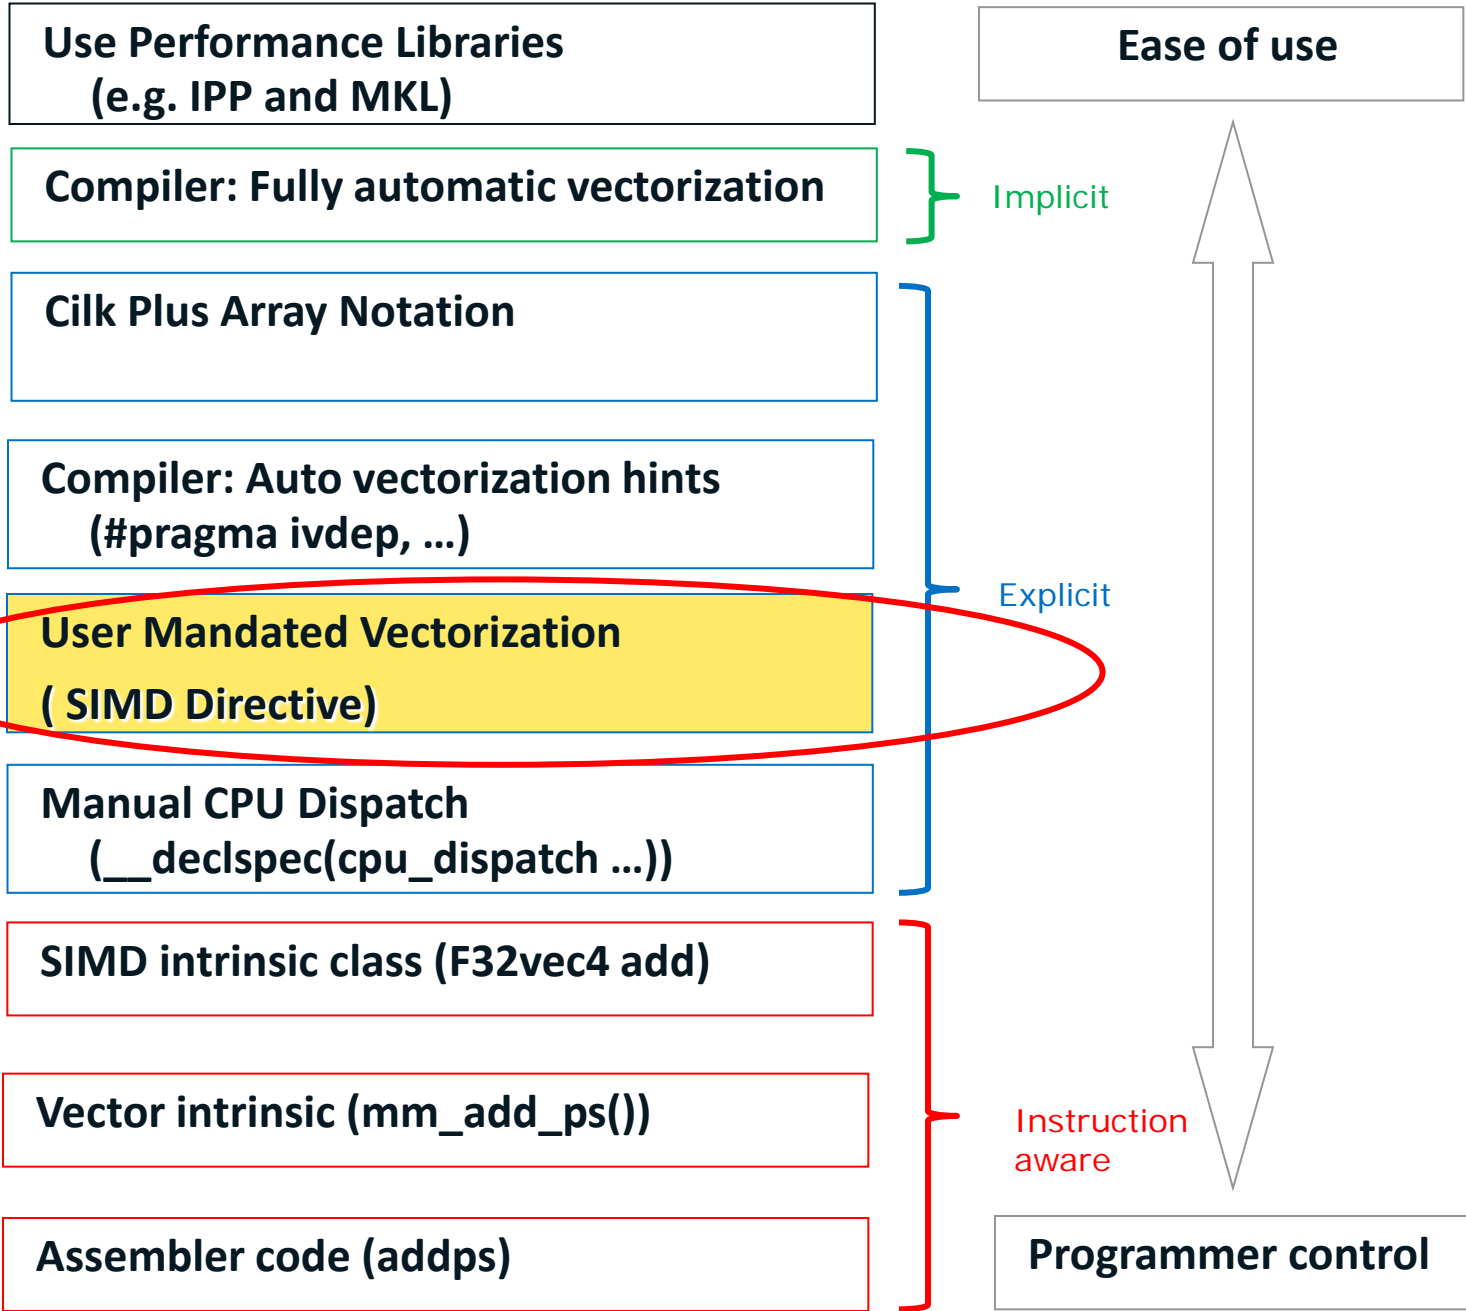 Use Performance Libraries
(e.g. IPP and MKL)
Ease of use
Compiler: Fully automatic vectorization
Implicit
Cilk Plus Array Notation
Compiler: Auto vectorization hints
(#pragma ivdep, …)
Explicit
User Mandated Vectorization
( SIMD Directive)
Manual CPU Dispatch
(__declspec(cpu_dispatch …))
SIMD intrinsic class (F32vec4 add)
Vector intrinsic (mm_add_ps())
Instruction
aware
Assembler code (addps)
Programmer control